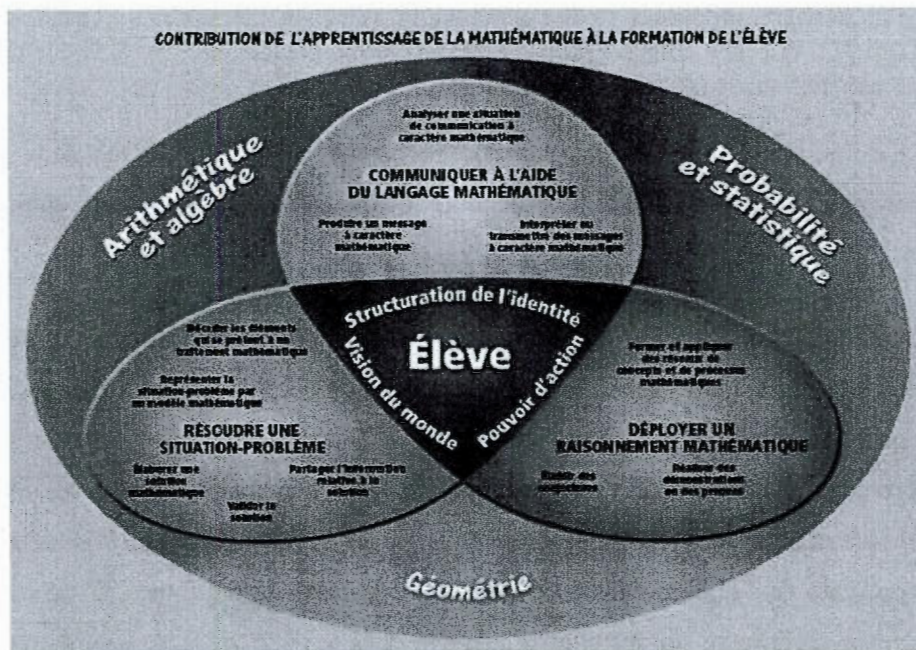 CONTRIBUTION DE L'APPRENTISSAGE DE LA MATHÉMATIQUE À LA FORMATION DE L'ÉLÈVE
Arithmétique
et algèbre
Probabilité
et statistique
Analyser une situation
de communication à
caractère mathématique
COMMUNIQUER À L'AIDE
DU LANGAGE MATHÉMATIQUE
Produire un message
à caractère
mathématique
Interpréter ou
transmettre des messages
à caractère mathématique
Structuration de l'identité
Vision du monde
Pouvoir d'action
Élève
Décoder les éléments
qui se prêtent à un
traitement mathématique
Représenter la
situation-problème par
un modèle mathématique
RÉSOUDRE UNE
SITUATION-PROBLÈME
Élaborer une
solution
mathématique
Partager l'information
relative à la
solution
Valider la
solution
Former et appliquer
des réseaux de
concepts et de processus
mathématiques
DÉPLOYER UN
RAISONNEMENT MATHÉMATIQUE
des
conjectures
Réaliser des
démonstrations
ou des preuves
Géométrie